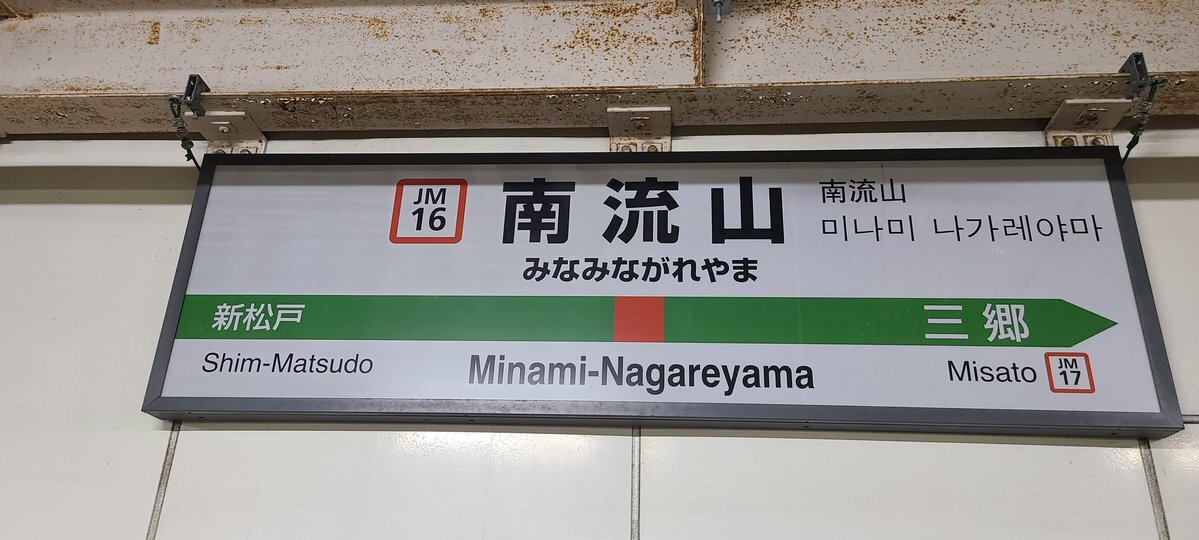 JM
16
南流山
南流山
미나미 나가레야마
みなみながれやま
新松戸
三郷
Shim-Matsudo
Minami-Nagareyama
Misato
JM
17